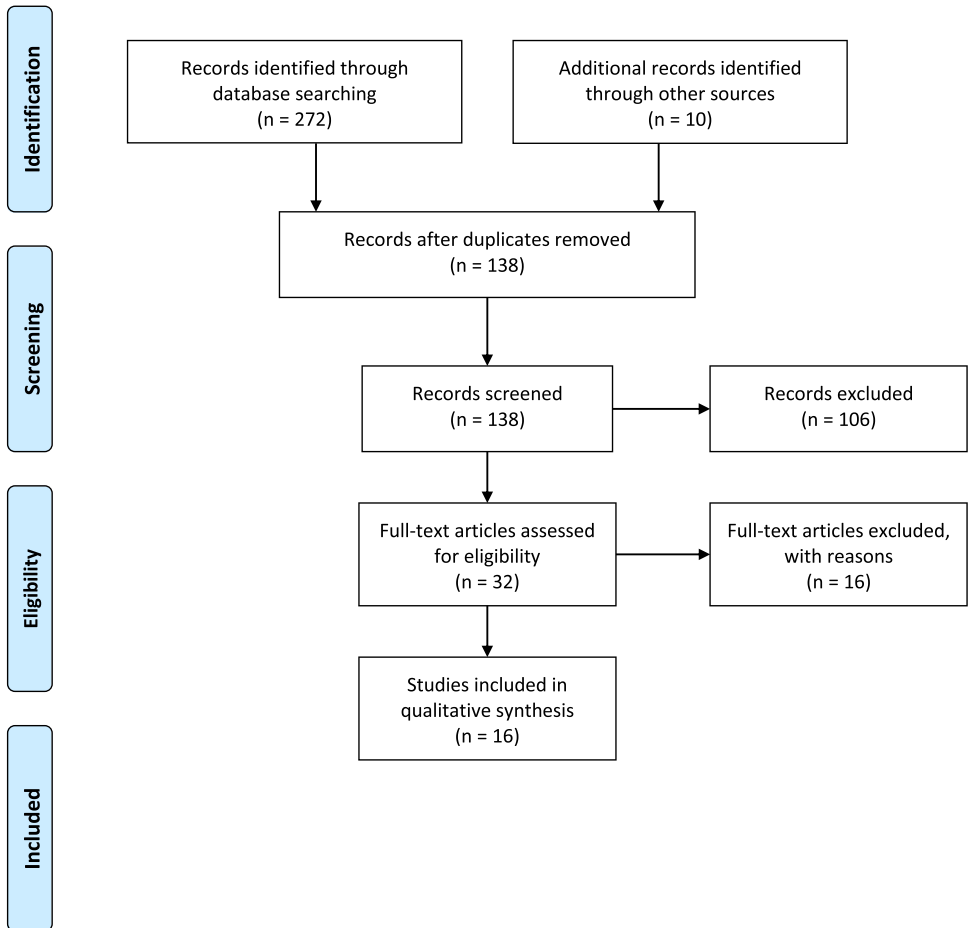 Identification
Records identified through
database searching
(n = 272)
Additional records identified
through other sources
(n = 10)
Records after duplicates removed
(n = 138)
Screening
Records screened
(n = 138)
Records excluded
(n = 106)
Eligibility
Full-text articles assessed
for eligibility
(n = 32)
Full-text articles excluded,
with reasons
(n = 16)
Studies included in
qualitative synthesis
(n = 16)
Included